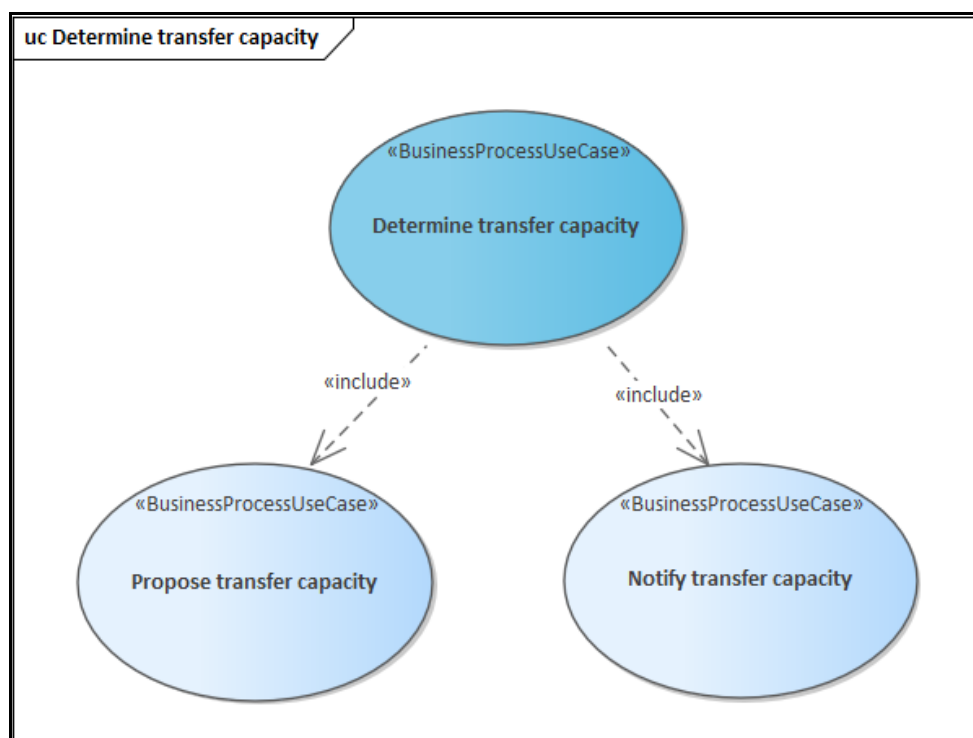 uc Determine transfer capacity
«BusinessProcessUseCase»
Determine transfer capacity
«include»
«include»
«BusinessProcessUseCase»
Propose transfer capacity
«BusinessProcessUseCase»
Notify transfer capacity